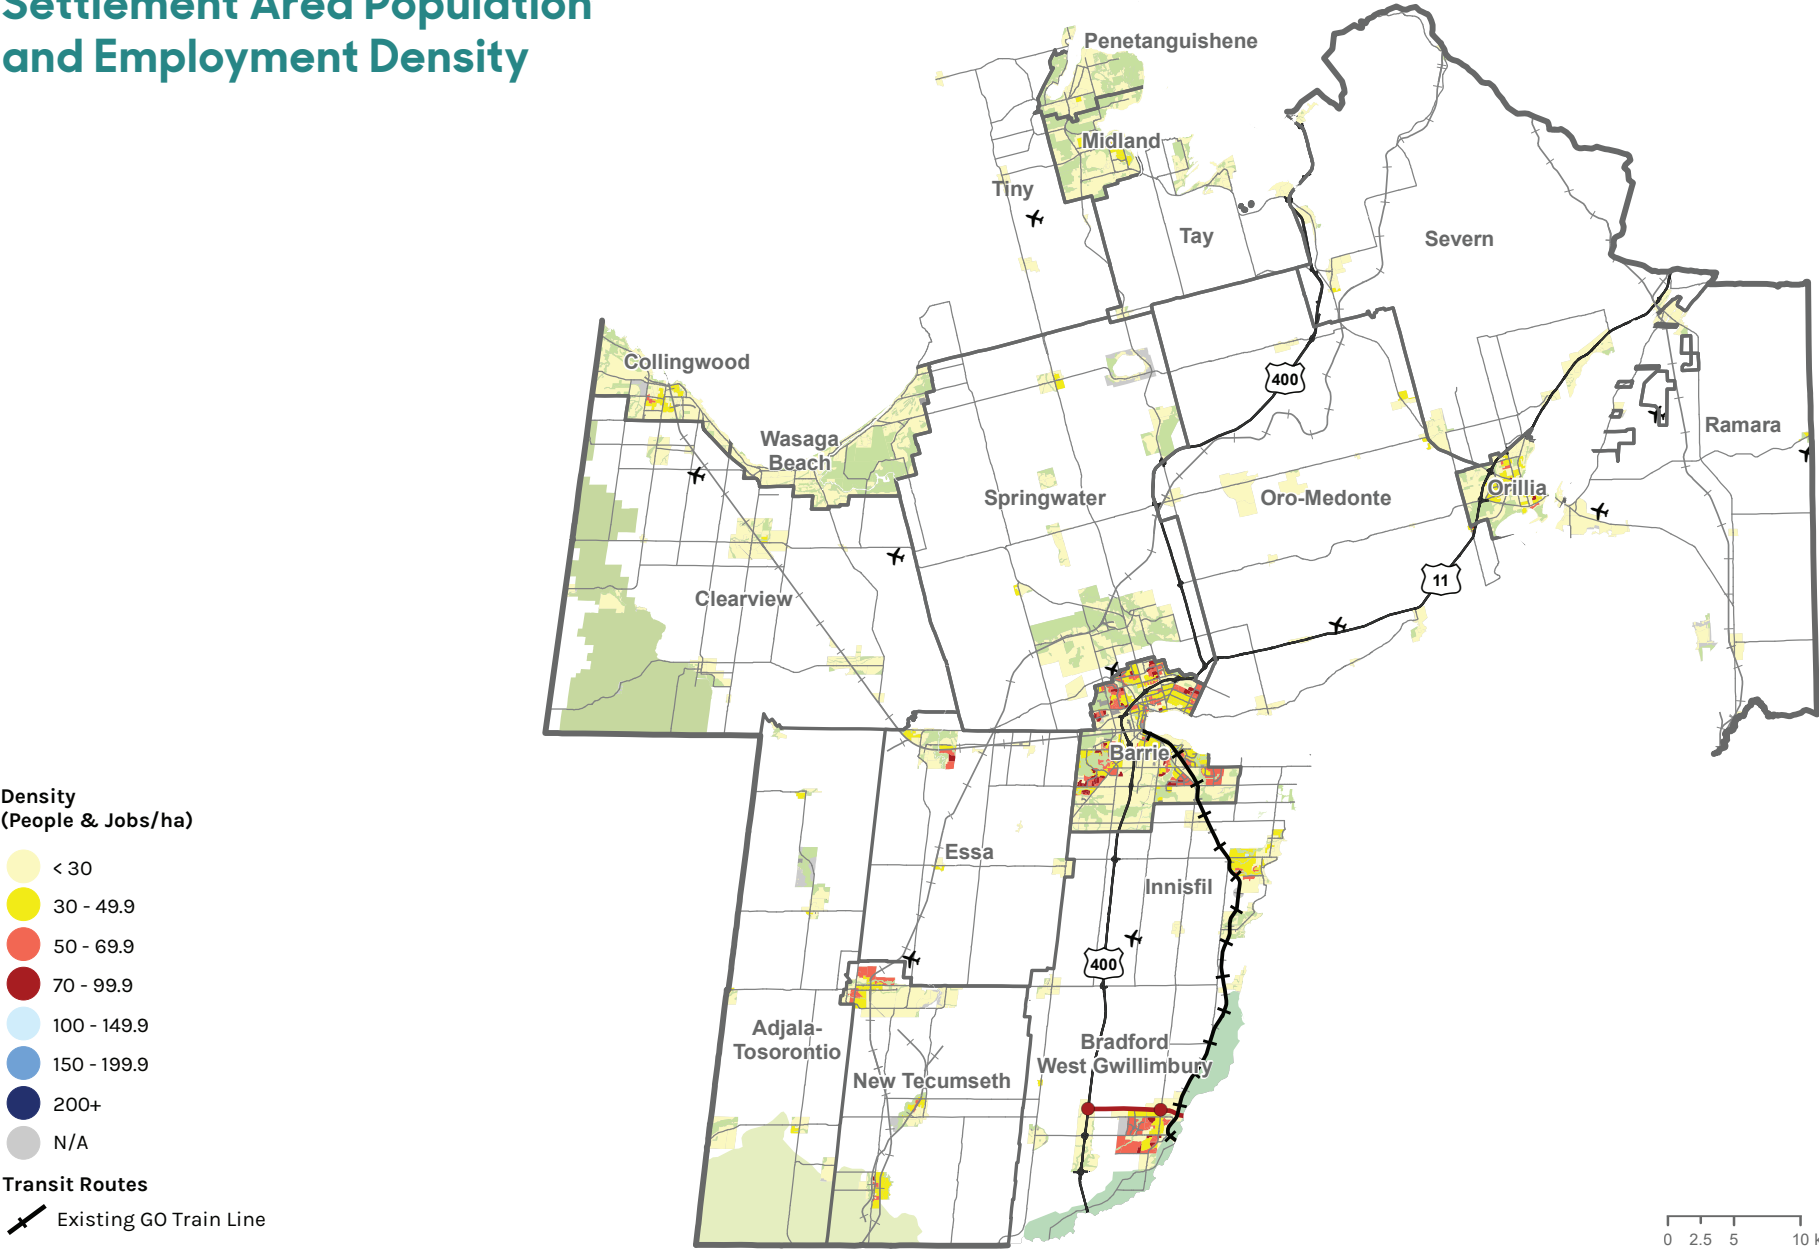 Settlement Area Population
and Employment Density
Penetanguishene
Midland
Tiny
Tay
Severn
Collingwood
400
Wasaga
Beach
Ramara
Springwater
Oro-Medonte
Orillia
11
Clearview
Barrie
Essa
Innisfil
400
Adjala-
Tosorontio
Bradford
West Gwillimbury
New Tecumseth
Density
(People & Jobs/ha)
< 30
30 - 49.9
50 - 69.9
70 - 99.9
100 - 149.9
150 - 199.9
200+
N/A
Transit Routes
Existing GO Train Line
0 2.5 5 10